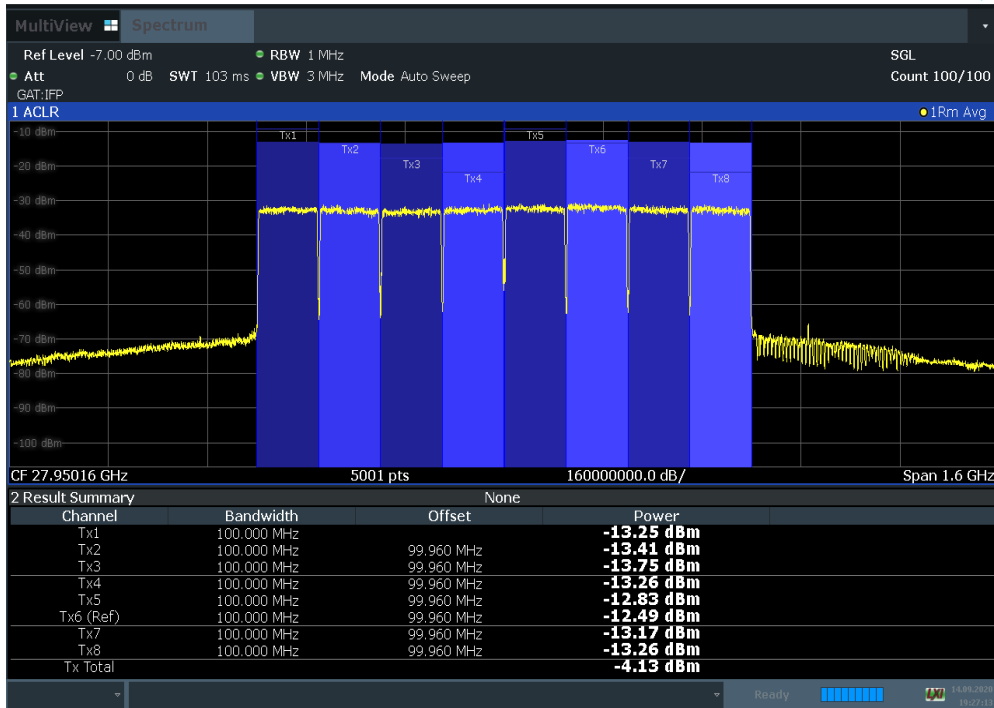 MultiView Spectrum
Ref Level -7.00 dBm RBW 1 MHz SGL
Att 0 dB SWT 103 ms VBW 3 MHz Mode Auto Sweep Count 100/100
GAT:IFP
1 ACLR 1Rm Avg
-10 dBm
Tx1 Tx5
Tx2 Tx6
-20 dBm Tx3 Tx7
Tx4 Tx8
-30 dBm
-40 dBm
-50 dBm
-60 dBm
-70 dBm
-80 dBm
-90 dBm
-100 dBm
CF 27.95016 GHz 5001 pts 160000000.0 dB/ Span 1.6 GHz
2 Result Summary None
Channel Bandwidth Offset Power
Tx1 100.000 MHz -13.25 dBm
Tx2 100.000 MHz 99.960 MHz -13.41 dBm
Tx3 100.000 MHz 99.960 MHz -13.75 dBm
Tx4 100.000 MHz 99.960 MHz -13.26 dBm
Tx5 100.000 MHz 99.960 MHz -12.83 dBm
Tx6 (Ref) 100.000 MHz 99.960 MHz -12.49 dBm
Tx7 100.000 MHz 99.960 MHz -13.17 dBm
Tx8 100.000 MHz 99.960 MHz -13.26 dBm
Tx Total -4.13 dBm
Ready LXI 14.09.2020
19:27:13